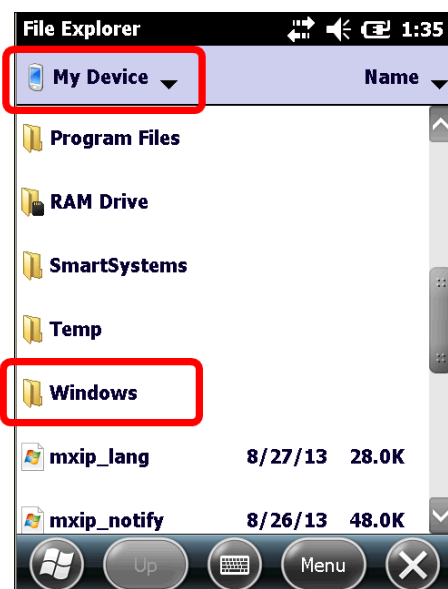 File Explorer 1:35
My Device Name
Program Files
RAM Drive
SmartSystems
Temp
Windows
mxip_lang 8/27/13 28.0K
mxip_notify 8/26/13 48.0K
Up Menu